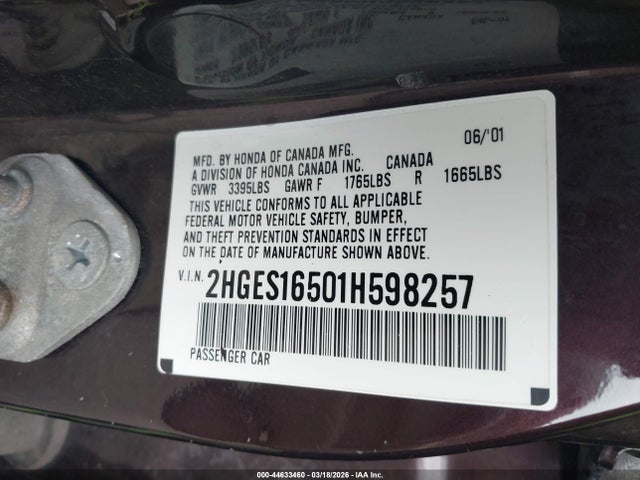 06/'01
MFD. BY HONDA OF CANADA MFG.
A DIVISION OF HONDA CANADA INC. CANADA
GVWR 3395LBS GAWR F 1765LBS R 1665LBS
THIS VEHICLE CONFORMS TO ALL APPLICABLE
FEDERAL MOTOR VEHICLE SAFETY, BUMPER,
AND THEFT PREVENTION STANDARDS IN EFFECT
ON THE DATE OF MANUFACTURE SHOWN ABOVE.
V.I.N. 2HGES16501H598257
PASSENGER CAR
000-44633460 | 03/18/2026 - IAA Inc.